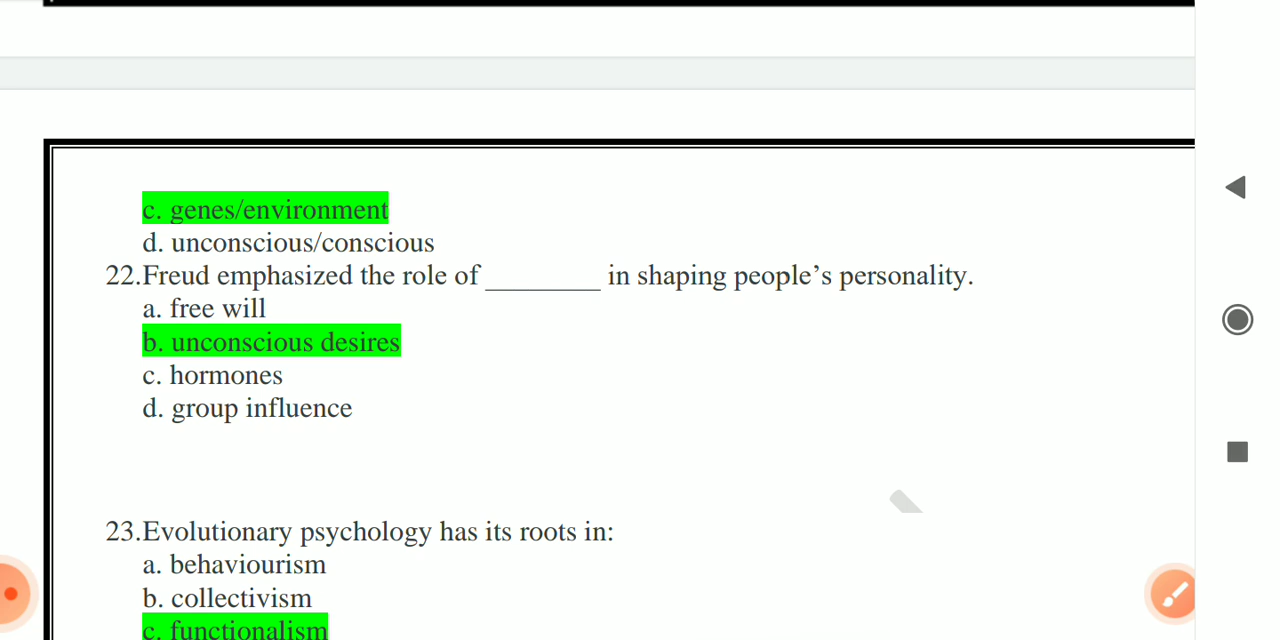 c. genes/environment
d. unconscious/conscious
22.Freud emphasized the role of ________ in shaping people’s personality.
a. free will
b. unconscious desires
c. hormones
d. group influence
23.Evolutionary psychology has its roots in:
a. behaviourism
b. collectivism
c. functionalism